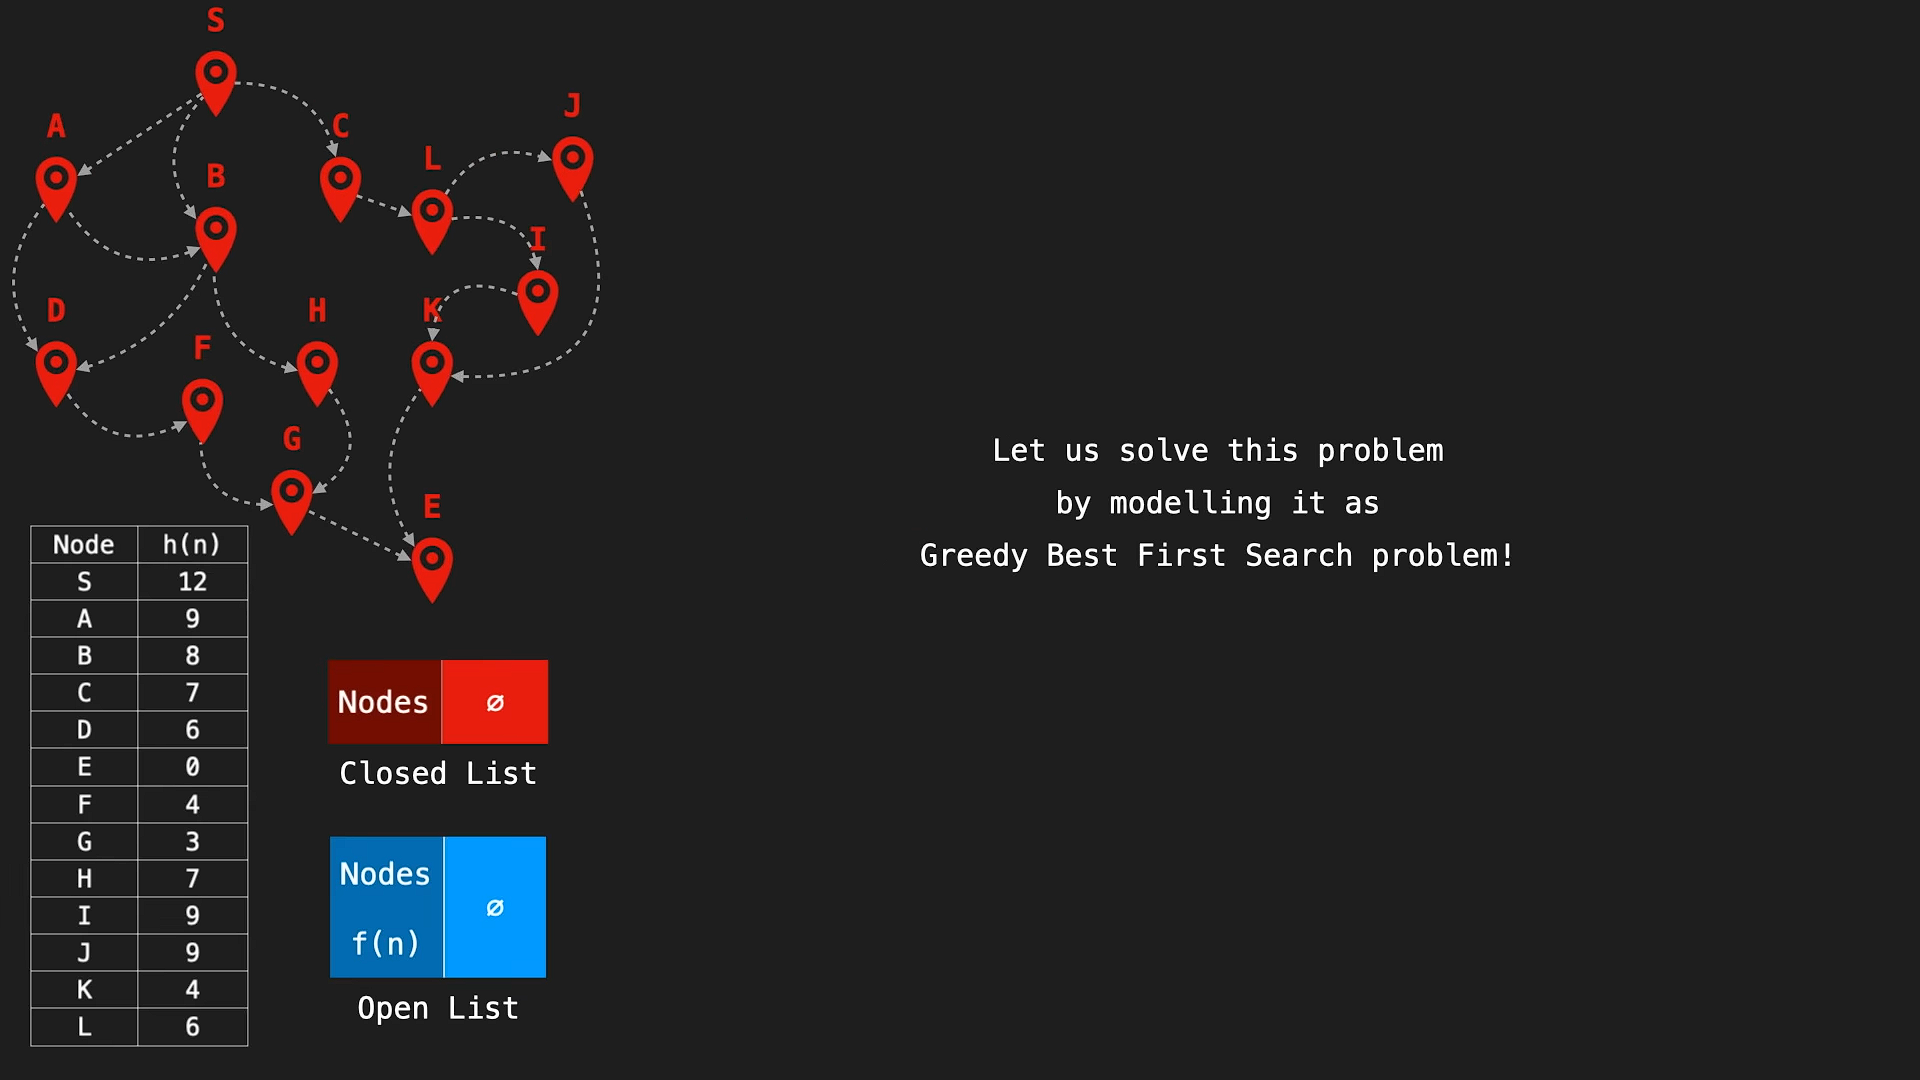 S
J
A
C
L
B
I
D
H
K
F
G
E
Let us solve this problem
by modelling it as
Greedy Best First Search problem!
Node h(n)
S 12
A 9
B 8
C 7
D 6
E 0
F 4
G 3
H 7
I 9
J 9
K 4
L 6
Nodes ∅
Closed List
Nodes
f(n)
∅
Open List